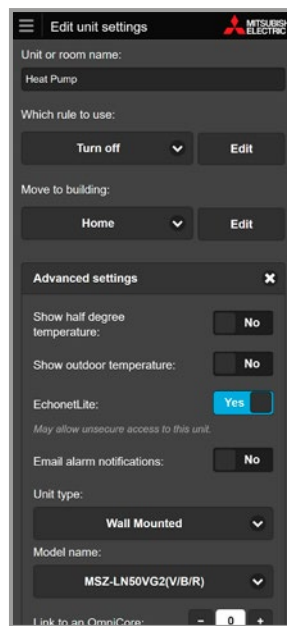 Edit unit settings
MITSUBISHI
ELECTRIC
Unit or room name:
Heat Pump
Which rule to use:
Turn off
Edit
Move to building:
Home
Edit
Advanced settings
Show half degree
temperature:
No
Show outdoor temperature:
No
EchonetLite:
Yes
May allow unsecure access to this unit.
Email alarm notifications:
No
Unit type:
Wall Mounted
Model name:
MSZ-LN50VG2(V/B/R)
Link to an OmniCore:
- 0 +